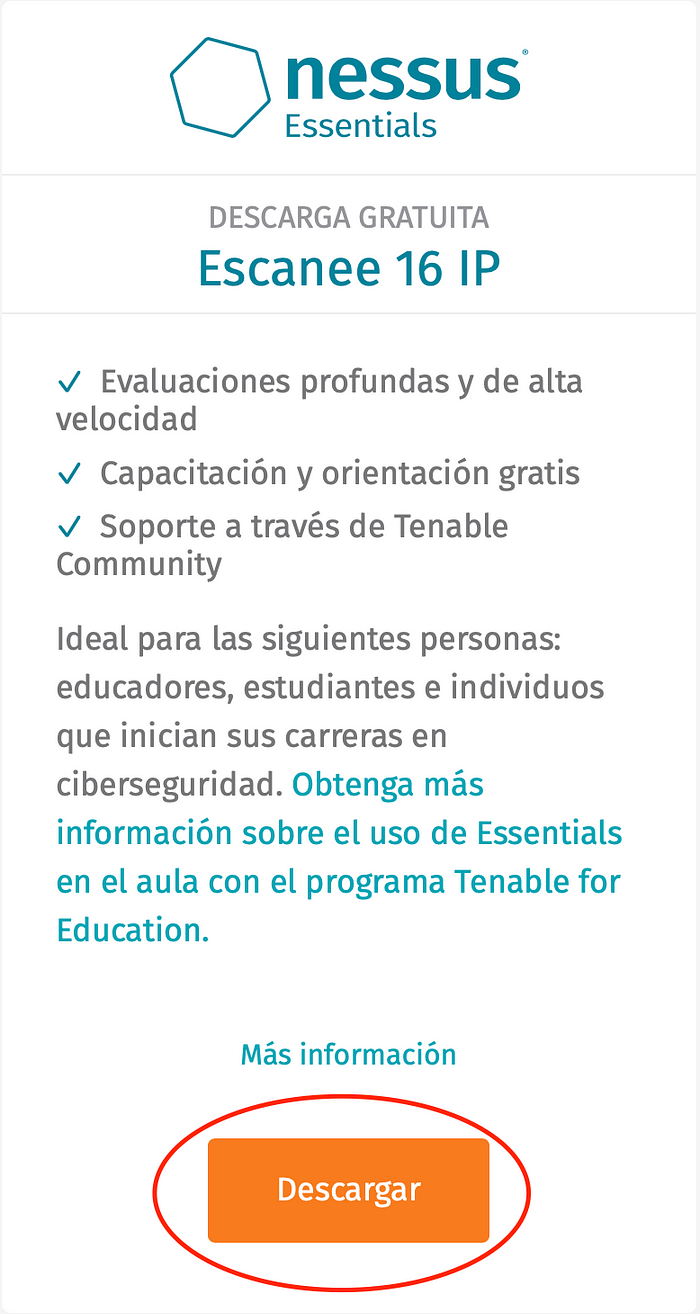 nessus®
Essentials
DESCARGA GRATUITA
Escanee 16 IP
✓ Evaluaciones profundas y de alta
velocidad
✓ Capacitación y orientación gratis
✓ Soporte a través de Tenable
Community
Ideal para las siguientes personas:
educadores, estudiantes e individuos
que inician sus carreras en
ciberseguridad. Obtenga más
información sobre el uso de Essentials
en el aula con el programa Tenable for
Education.
Más información
Descargar